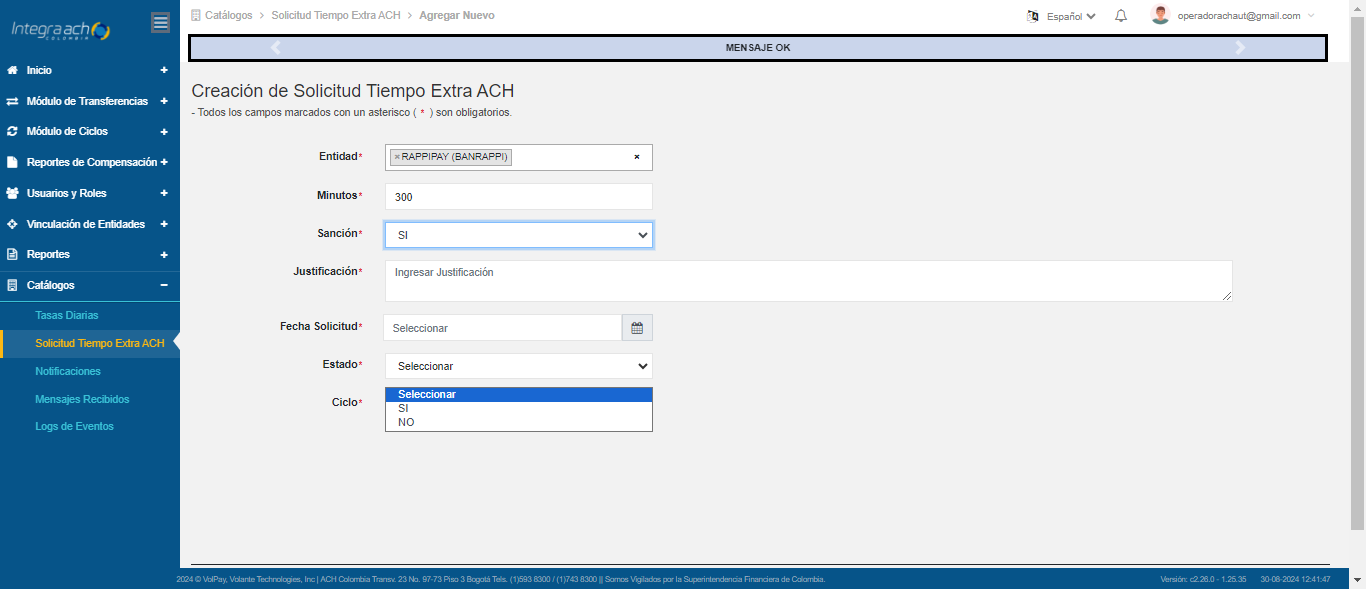 Integra ach
COLOMBIA
Catálogos > Solicitud Tiempo Extra ACH > Agregar Nuevo
Español
operadorachaut@gmail.com
MENSAJE OK
Inicio +
Módulo de Transferencias +
Módulo de Ciclos +
Reportes de Compensación +
Usuarios y Roles +
Vinculación de Entidades +
Reportes +
Catálogos −
Tasas Diarias
Solicitud Tiempo Extra ACH
Notificaciones
Mensajes Recibidos
Logs de Eventos
Creación de Solicitud Tiempo Extra ACH
- Todos los campos marcados con un asterisco ( * ) son obligatorios.
Entidad* ×RAPPIPAY (BANRAPPI) ×
Minutos* 300
Sanción* SI
Justificación* Ingresar Justificación
Fecha Solicitud* Seleccionar
Estado* Seleccionar
Ciclo* Seleccionar
SI
NO
2024 © VolPay, Volante Technologies, Inc | ACH Colombia Transv. 23 No. 97-73 Piso 3 Bogotá Tels. (1)593 8300 / (1)743 8300 || Somos Vigilados por la Superintendencia Financiera de Colombia.
Versión: c2.26.0 - 1.25.35 30-08-2024 12:41:47